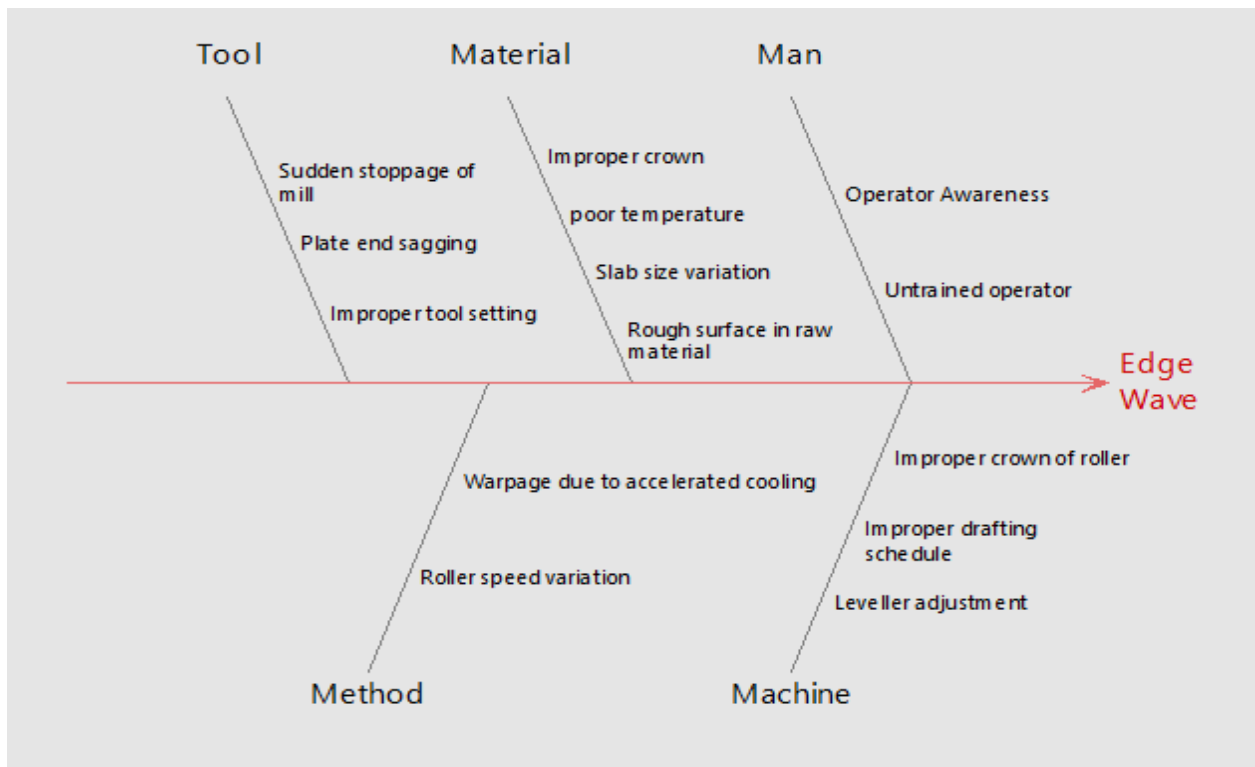 Tool
Material
Man
Sudden stoppage of
mill
Plate end sagging
Improper tool setting
Improper crown
poor temperature
Slab size variation
Rough surface in raw
material
Operator Awareness
Untrained operator
Edge
Wave
Warpage due to accelerated cooling
Roller speed variation
Improper crown of roller
Improper drafting
schedule
Leveller adjustment
Method
Machine